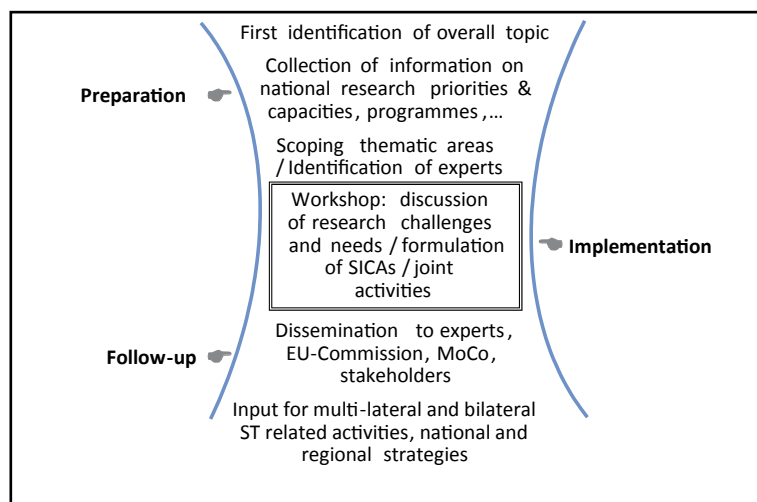 First identification of overall topic
Collection of information on
national research priorities &
capacities, programmes,...
Preparation
Scoping thematic areas
/Identification of experts
Workshop: discussion
of research challenges
and needs / formulation
of SICAs / joint
activities
Implementation
Dissemination to experts,
EU-Commission, MoCo,
stakeholders
Follow-up
Input for multi-lateral and bilateral
ST related activities, national and
regional strategies